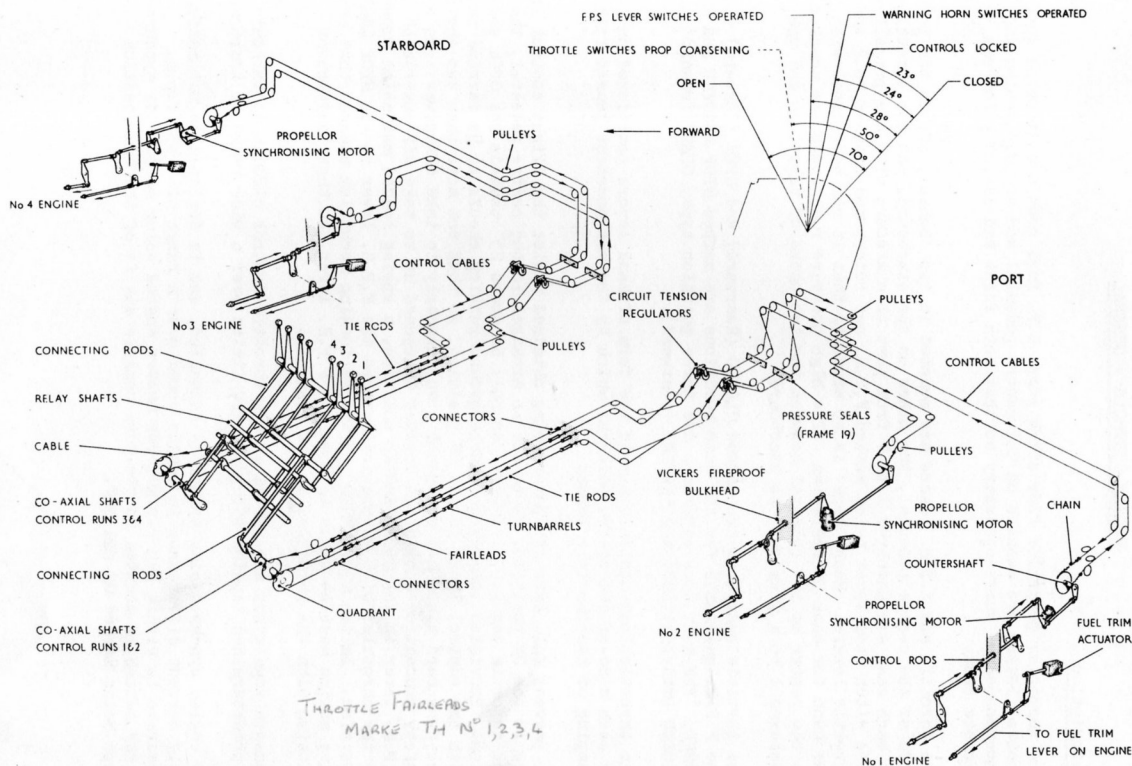 FPS LEVER SWITCHES OPERATED
WARNING HORN SWITCHES OPERATED
STARBOARD
THROTTLE SWITCHES PROP COARSENING
CONTROLS LOCKED
OPEN
CLOSED
23°
24°
28°
50°
70°
PROPELLOR
SYNCHRONISING MOTOR
PULLEYS
FORWARD
No 4 ENGINE
CONTROL CABLES
CIRCUIT TENSION
REGULATORS
PORT
PULLEYS
No 3 ENGINE
TIE RODS
PULLEYS
CONNECTING RODS
4
3
2
1
CONTROL CABLES
RELAY SHAFTS
CONNECTORS
PRESSURE SEALS
(FRAME 19)
CABLE
PULLEYS
VICKERS FIREPROOF
BULKHEAD
CO-AXIAL SHAFTS
CONTROL RUNS 3&4
TIE RODS
TURNBARRELS
PROPELLOR
SYNCHRONISING MOTOR
CHAIN
FAIRLEADS
COUNTERSHAFT
CONNECTING RODS
CONNECTORS
QUADRANT
PROPELLOR
SYNCHRONISING MOTOR
CO-AXIAL SHAFTS
CONTROL RUNS 1&2
No 2 ENGINE
FUEL TRIM
ACTUATOR
CONTROL RODS
THROTTLE FAIRLEADS
MARKE TH No 1,2,3,4
TO FUEL TRIM
LEVER ON ENGINE
No 1 ENGINE